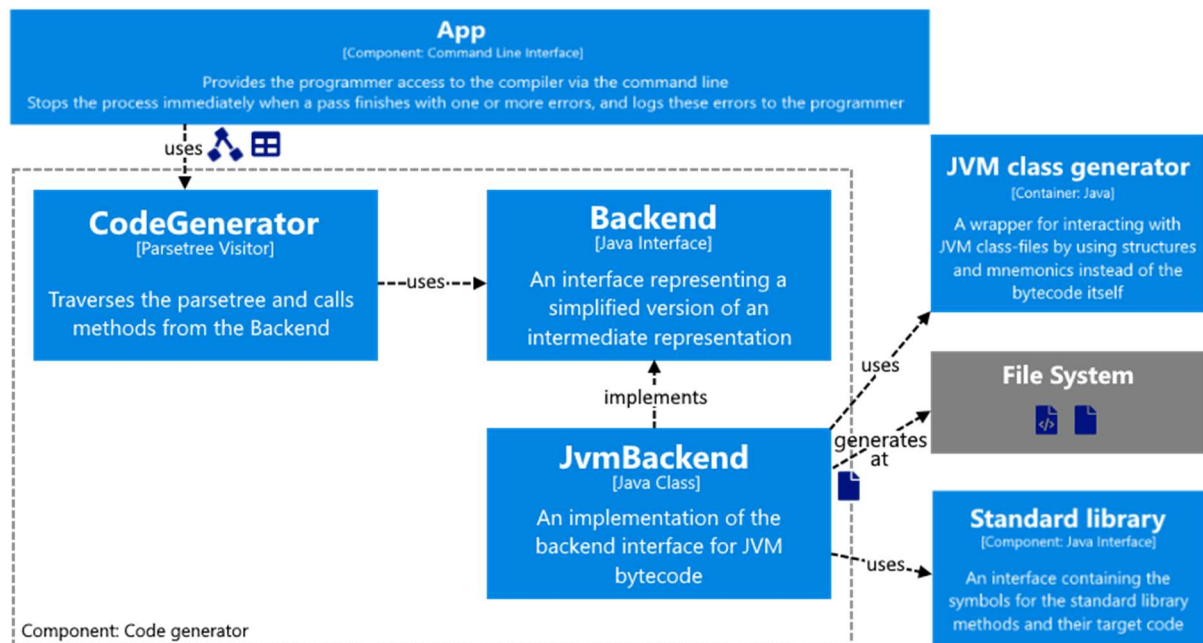 App
[Component: Command Line Interface]
Provides the programmer access to the compiler via the command line
Stops the process immediately when a pass finishes with one or more errors, and logs these errors to the programmer
uses
CodeGenerator
[Parsetree Visitor]
Traverses the parsetree and calls
methods from the Backend
uses
Backend
[Java Interface]
An interface representing a
simplified version of an
intermediate representation
implements
JvmBackend
[Java Class]
An implementation of the
backend interface for JVM
bytecode
Component: Code generator
uses
JVM class generator
[Container: Java]
A wrapper for interacting with
JVM class-files by using structures
and mnemonics instead of the
bytecode itself
generates
at
File System
</>
uses
Standard library
[Component: Java Interface]
An interface containing the
symbols for the standard library
methods and their target code